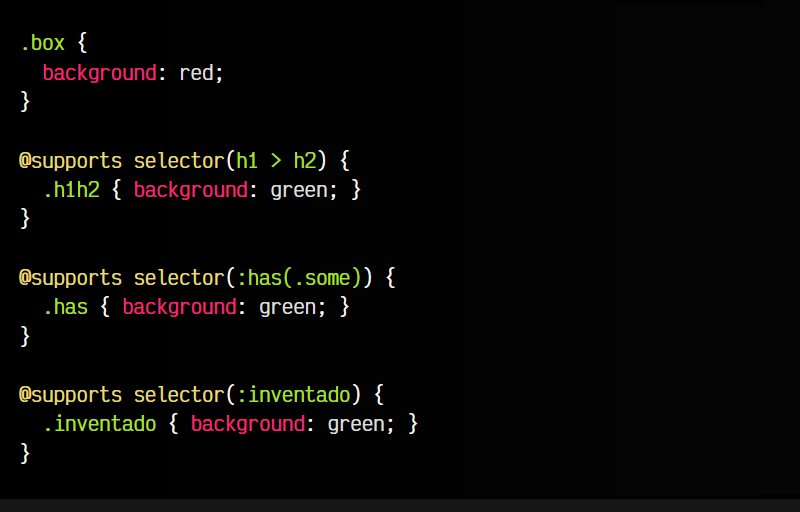 .box {
  background: red;
}

@supports selector(h1 > h2) {
  .h1h2 { background: green; }
}

@supports selector(:has(.some)) {
  .has { background: green; }
}

@supports selector(:inventado) {
  .inventado { background: green; }
}